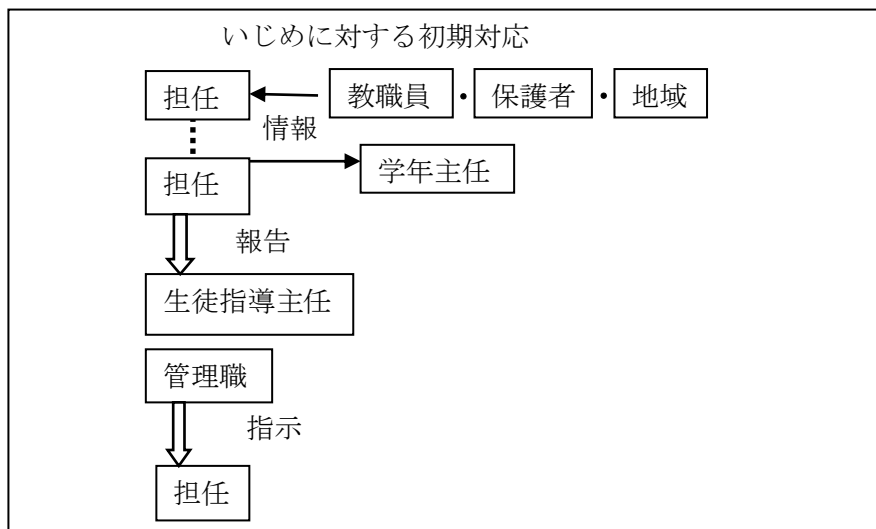 いじめに対する初期対応
担任 教職員・保護者・地域
情報
担任 学年主任
報告
生徒指導主任
管理職
指示
担任